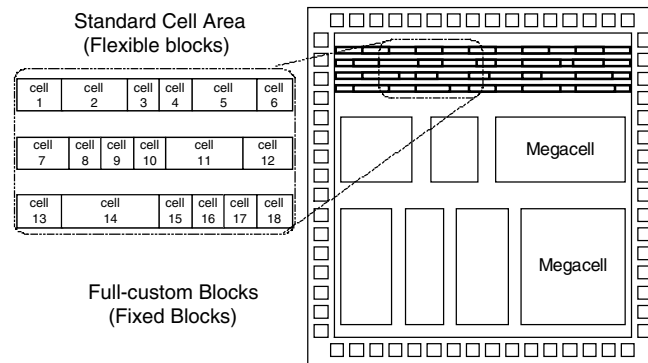 Standard Cell Area
(Flexible blocks)
cell 1 cell 2 cell 3 cell 4 cell 5 cell 6
cell 7 cell 8 cell 9 cell 10 cell 11 cell 12
cell 13 cell 14 cell 15 cell 16 cell 17 cell 18
Full-custom Blocks
(Fixed Blocks)
Megacell
Megacell